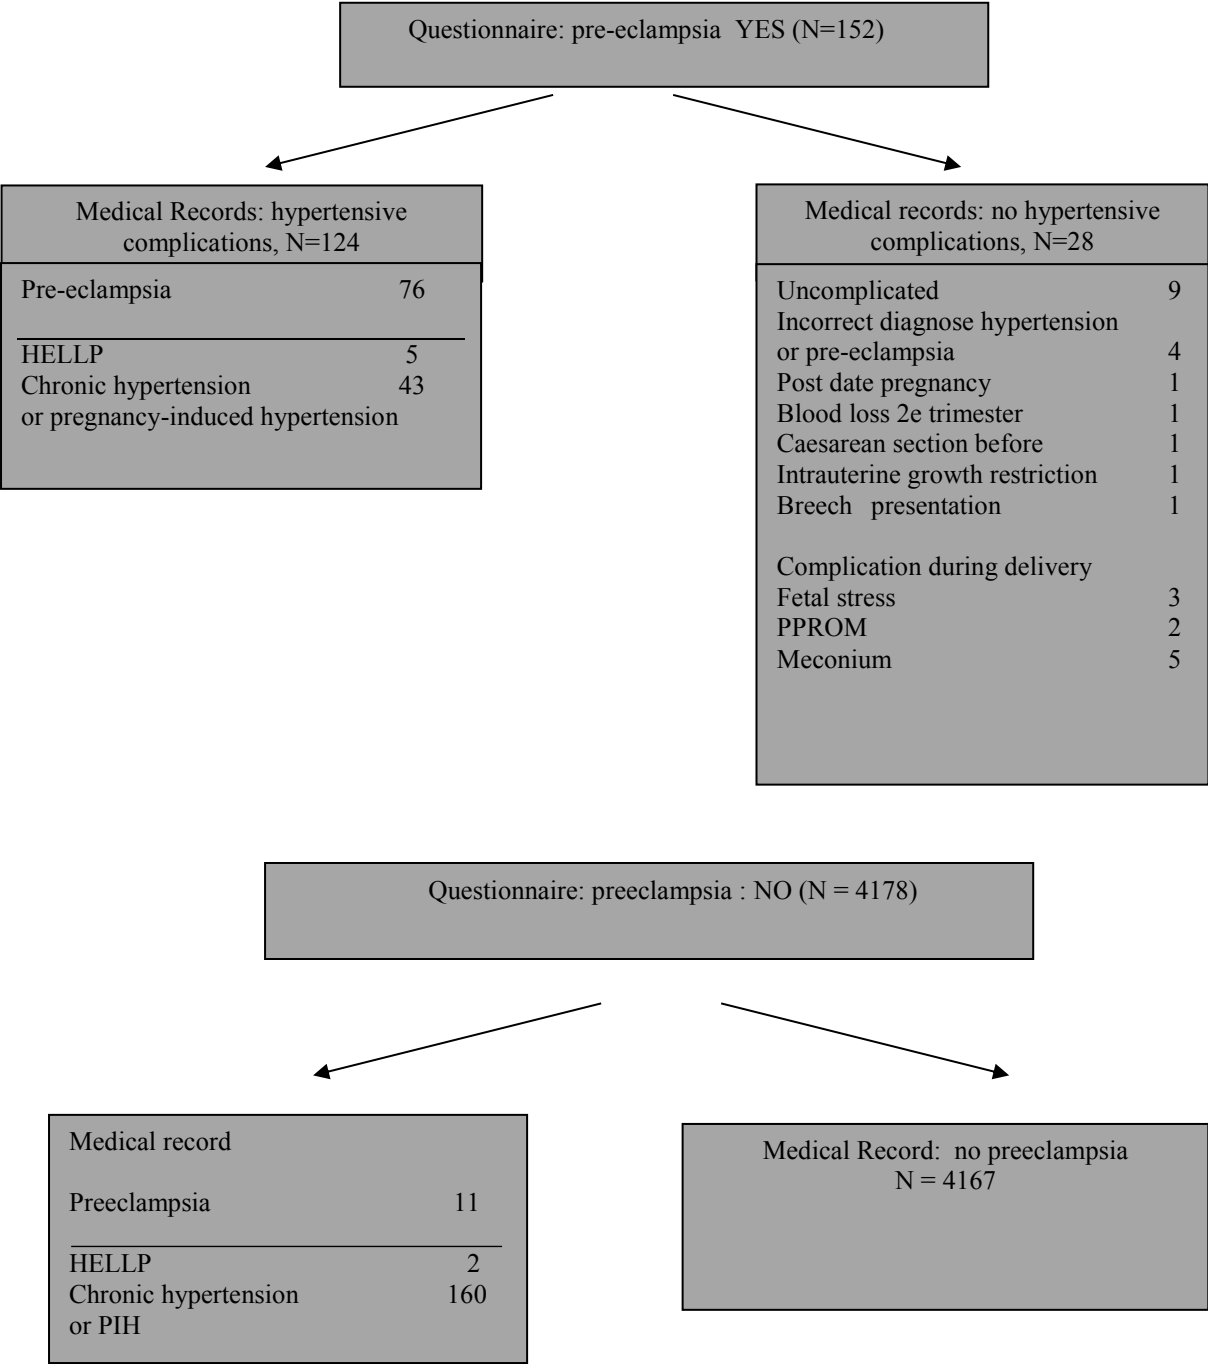 Questionnaire: pre-eclampsia  YES (N=152)
Medical Records: hypertensive
complications, N=124
Pre-eclampsia 76
HELLP 5
Chronic hypertension 43
or pregnancy-induced hypertension
Medical records: no hypertensive
complications, N=28
Uncomplicated 9
Incorrect diagnose hypertension
or pre-eclampsia 4
Post date pregnancy 1
Blood loss 2e trimester 1
Caesarean section before 1
Intrauterine growth restriction 1
Breech  presentation 1
Complication during delivery
Fetal stress 3
PPROM 2
Meconium 5
Questionnaire: preeclampsia : NO (N = 4178)
Medical record
Preeclampsia 11
HELLP 2
Chronic hypertension 160
or PIH
Medical Record:  no preeclampsia
N = 4167